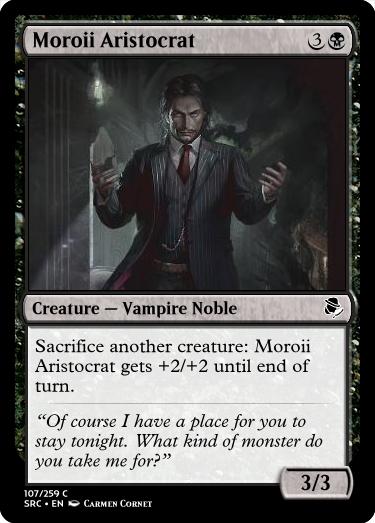 Moroii Aristocrat 3
Creature — Vampire Noble
Sacrifice another creature: Moroii
Aristocrat gets +2/+2 until end of
turn.
“Of course I have a place for you to
stay tonight. What kind of monster do
you take me for?”
3/3
107/259 C
SRC • EN Carmen Cornet